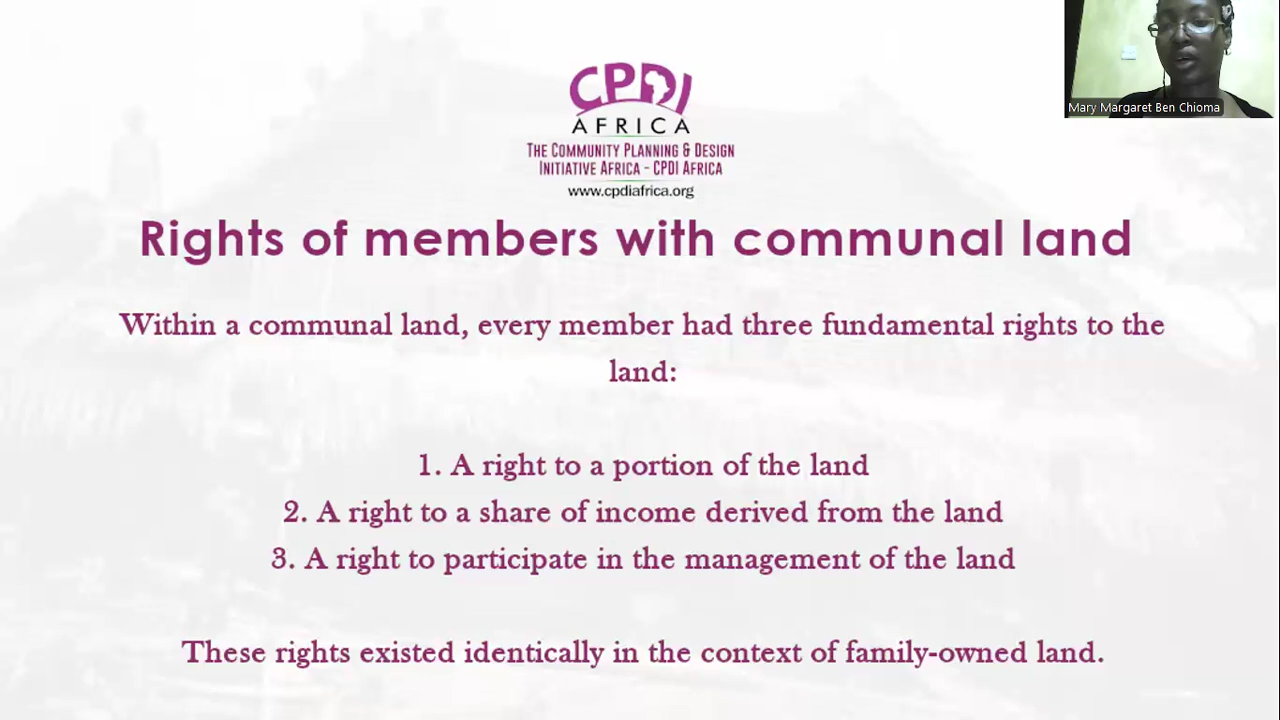 Mary Margaret Ben Chioma
CPDI
AFRICA
THE COMMUNITY PLANNING & DESIGN
INITIATIVE AFRICA - CPDI AFRICA
www.cpdiafrica.org
Rights of members with communal land
Within a communal land, every member had three fundamental rights to the
land:
1. A right to a portion of the land
2. A right to a share of income derived from the land
3. A right to participate in the management of the land
These rights existed identically in the context of family-owned land.